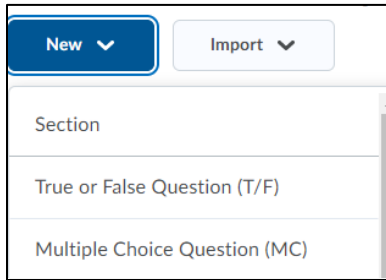 New Import
Section
True or False Question (T/F)
Multiple Choice Question (MC)